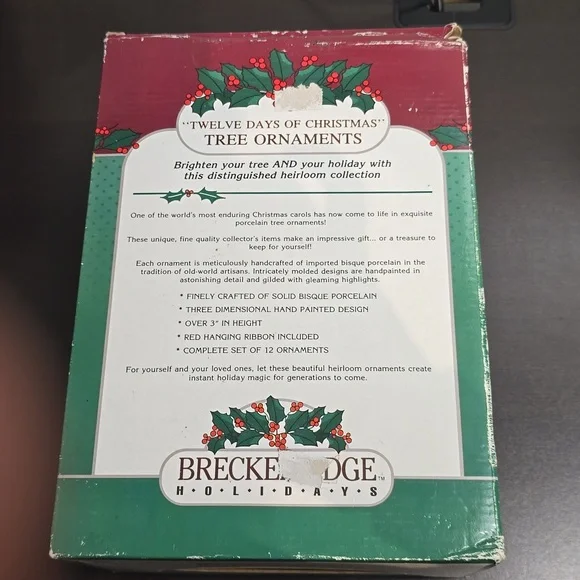 "TWELVE DAYS OF CHRISTMAS"
TREE ORNAMENTS
Brighten your tree AND your holiday with
this distinguished heirloom collection
One of the world's most enduring Christmas carols has now come to life in exquisite
porcelain tree ornaments!
These unique, fine quality collector's items make an impressive gift... or a treasure to
keep for yourself!
Each ornament is meticulously handcrafted of imported bisque porcelain in the
tradition of old-world artisans. Intricately molded designs are handpainted in
astonishing detail and gilded with gleaming highlights.
* FINELY CRAFTED OF SOLID BISQUE PORCELAIN
* THREE DIMENSIONAL HAND PAINTED DESIGN
* OVER 3" IN HEIGHT
* RED HANGING RIBBON INCLUDED
* COMPLETE SET OF 12 ORNAMENTS
For yourself and your loved ones, let these beautiful heirloom ornaments create
instant holiday magic for generations to come.
H•O•L•I•D•A•Y•S